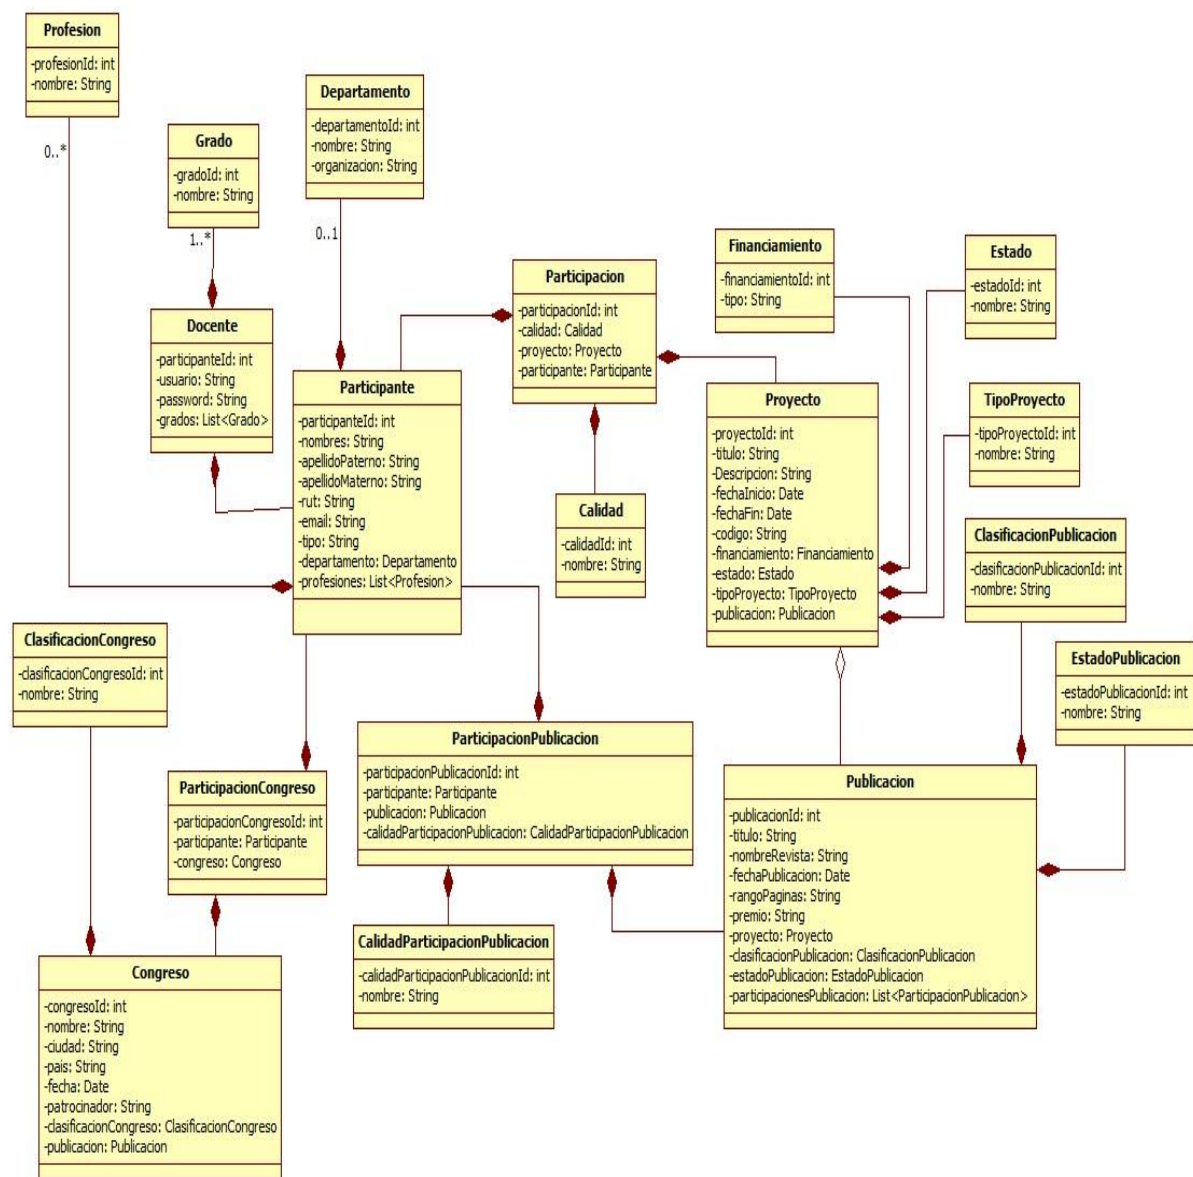 Profesion
-profesionId: int
-nombre: String
0..*
Grado
-gradoId: int
-nombre: String
1..*
Departamento
-departamentoId: int
-nombre: String
-organizacion: String
0..1
Docente
-participanteId: int
-usuario: String
-password: String
-grados: List<Grado>
Participante
-participanteId: int
-nombres: String
-apellidoPaterno: String
-apellidoMaterno: String
-rut: String
-email: String
-tipo: String
-departamento: Departamento
-profesiones: List<Profesion>
Participacion
-participacionId: int
-calidad: Calidad
-proyecto: Proyecto
-participante: Participante
Calidad
-calidadId: int
-nombre: String
Financiamiento
-financiamientoId: int
-tipo: String
Estado
-estadoId: int
-nombre: String
Proyecto
-proyectoId: int
-titulo: String
-Descripcion: String
-fechaInicio: Date
-fechaFin: Date
-codigo: String
-financiamiento: Financiamiento
-estado: Estado
-tipoProyecto: TipoProyecto
-publicacion: Publicacion
TipoProyecto
-tipoProyectoId: int
-nombre: String
ClasificacionPublicacion
-clasificacionPublicacionId: int
-nombre: String
EstadoPublicacion
-estadoPublicacionId: int
-nombre: String
ClasificacionCongreso
-clasificacionCongresoId: int
-nombre: String
ParticipacionCongreso
-participacionCongresoId: int
-participante: Participante
-congreso: Congreso
ParticipacionPublicacion
-participacionPublicacionId: int
-participante: Participante
-publicacion: Publicacion
-calidadParticipacionPublicacion: CalidadParticipacionPublicacion
Publicacion
-publicacionId: int
-titulo: String
-nombreRevista: String
-fechaPublicacion: Date
-rangoPaginas: String
-premio: String
-proyecto: Proyecto
-clasificacionPublicacion: ClasificacionPublicacion
-estadoPublicacion: EstadoPublicacion
-participacionesPublicacion: List<ParticipacionPublicacion>
CalidadParticipacionPublicacion
-calidadParticipacionPublicacionId: int
-nombre: String
Congreso
-congresoId: int
-nombre: String
-ciudad: String
-pais: String
-fecha: Date
-patrocinador: String
-clasificacionCongreso: ClasificacionCongreso
-publicacion: Publicacion